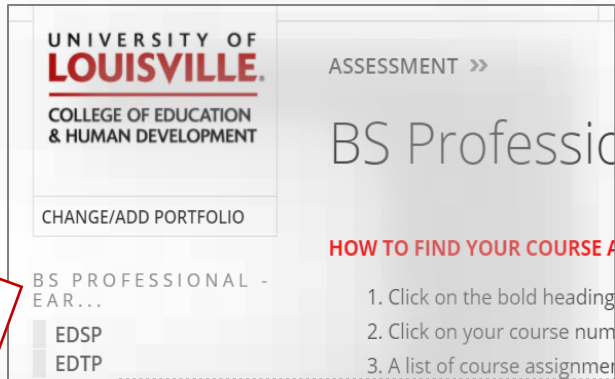 UNIVERSITY OF
LOUISVILLE.
COLLEGE OF EDUCATION
& HUMAN DEVELOPMENT
CHANGE/ADD PORTFOLIO
BS PROFESSIONAL -
EAR...
EDSP
EDTP
ASSESSMENT »
BS Professio
HOW TO FIND YOUR COURSE A
1. Click on the bold heading
2. Click on your course num
3. A list of course assignmen